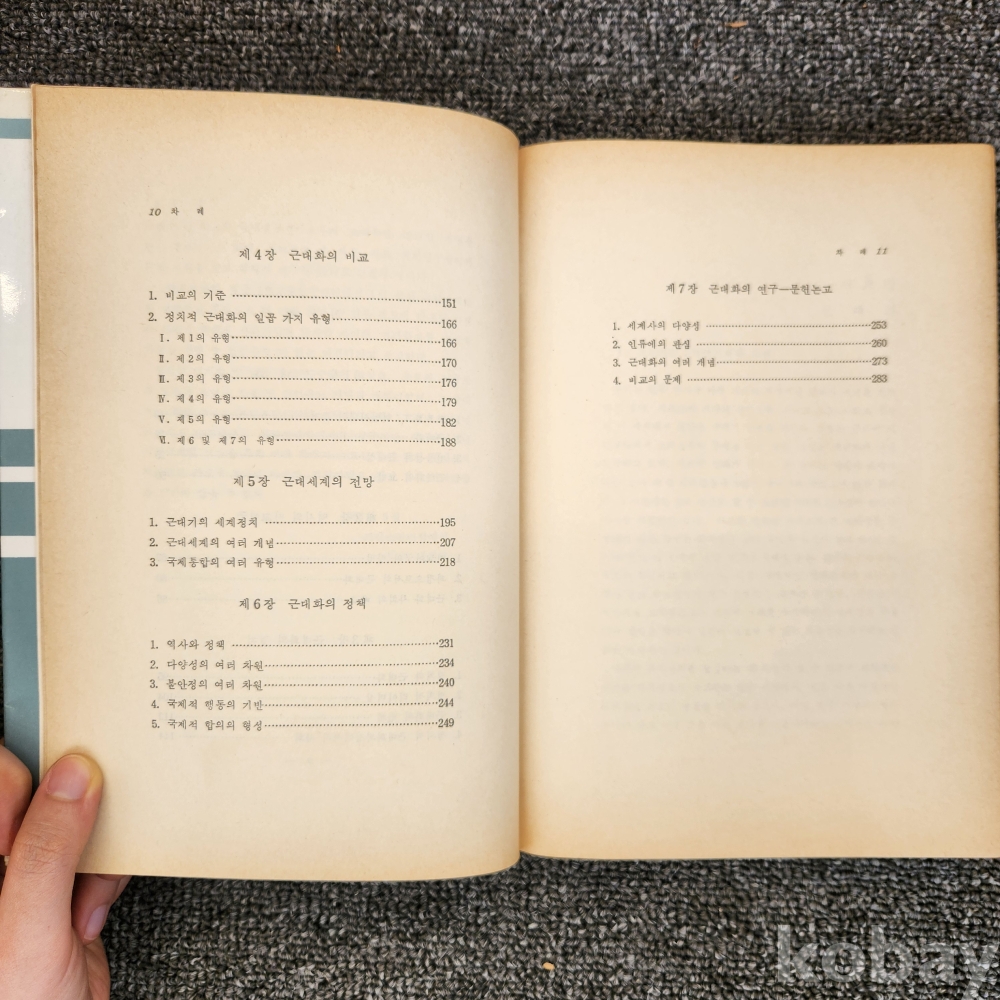 10 차 례
제 4 장 근대화의 비교
1. 비교의 기준 ……151
2. 정치적 근대화의 일곱 가지 유형……166
Ⅰ. 제 1 의 유형……166
Ⅱ. 제 2 의 유형……170
Ⅲ. 제 3 의 유형……176
Ⅳ. 제 4 의 유형……179
Ⅴ. 제 5 의 유형……182
Ⅵ. 제 6 및 제 7 의 유형……188
제 5 장 근대세계의 전망
1. 근대기의 세계정치 ……195
2. 근대세계의 여러 개념……207
3. 국제통합의 여러 유형……218
제 6 장 근대화의 정책
1. 역사와 정책 ……231
2. 다양성의 여러 차원……234
3. 불안정의 여러 차원……240
4. 국제적 행동의 기반……244
5. 국제적 합의의 형성……249
차 례 11
제 7 장 근대화의 연구―문헌논고
1. 세계사의 다양성 ……253
2. 인류에의 관심 ……260
3. 근대화의 여러 개념……273
4. 비교의 문제 ……283
kobay